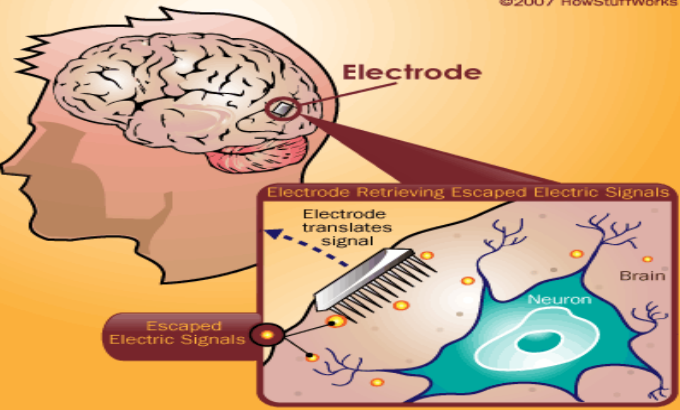 ©2007 HowStuffWorks
Electrode
Electrode Retrieving Escaped Electric Signals
Electrode
translates
signal
Brain
Neuron
Escaped
Electric Signals